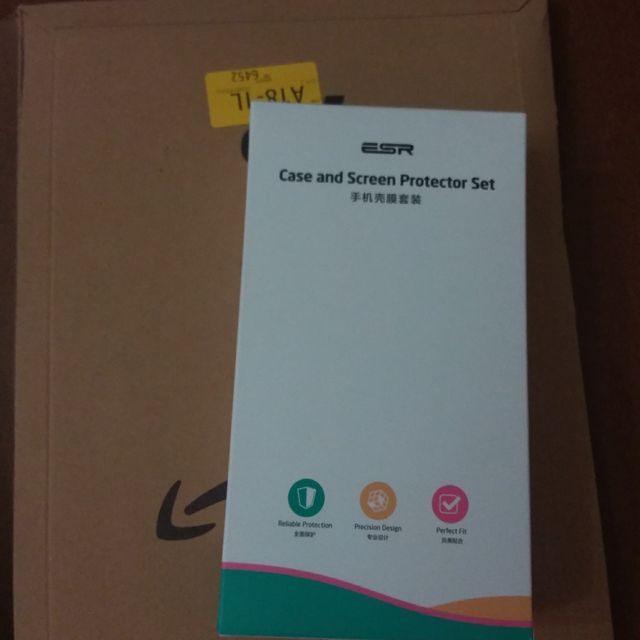 6452
A18-1L
ESR
Case and Screen Protector Set
手机壳膜套装
Reliable Protection
Precision Design
Perfect Fit
全面保护
专业设计
完美贴合